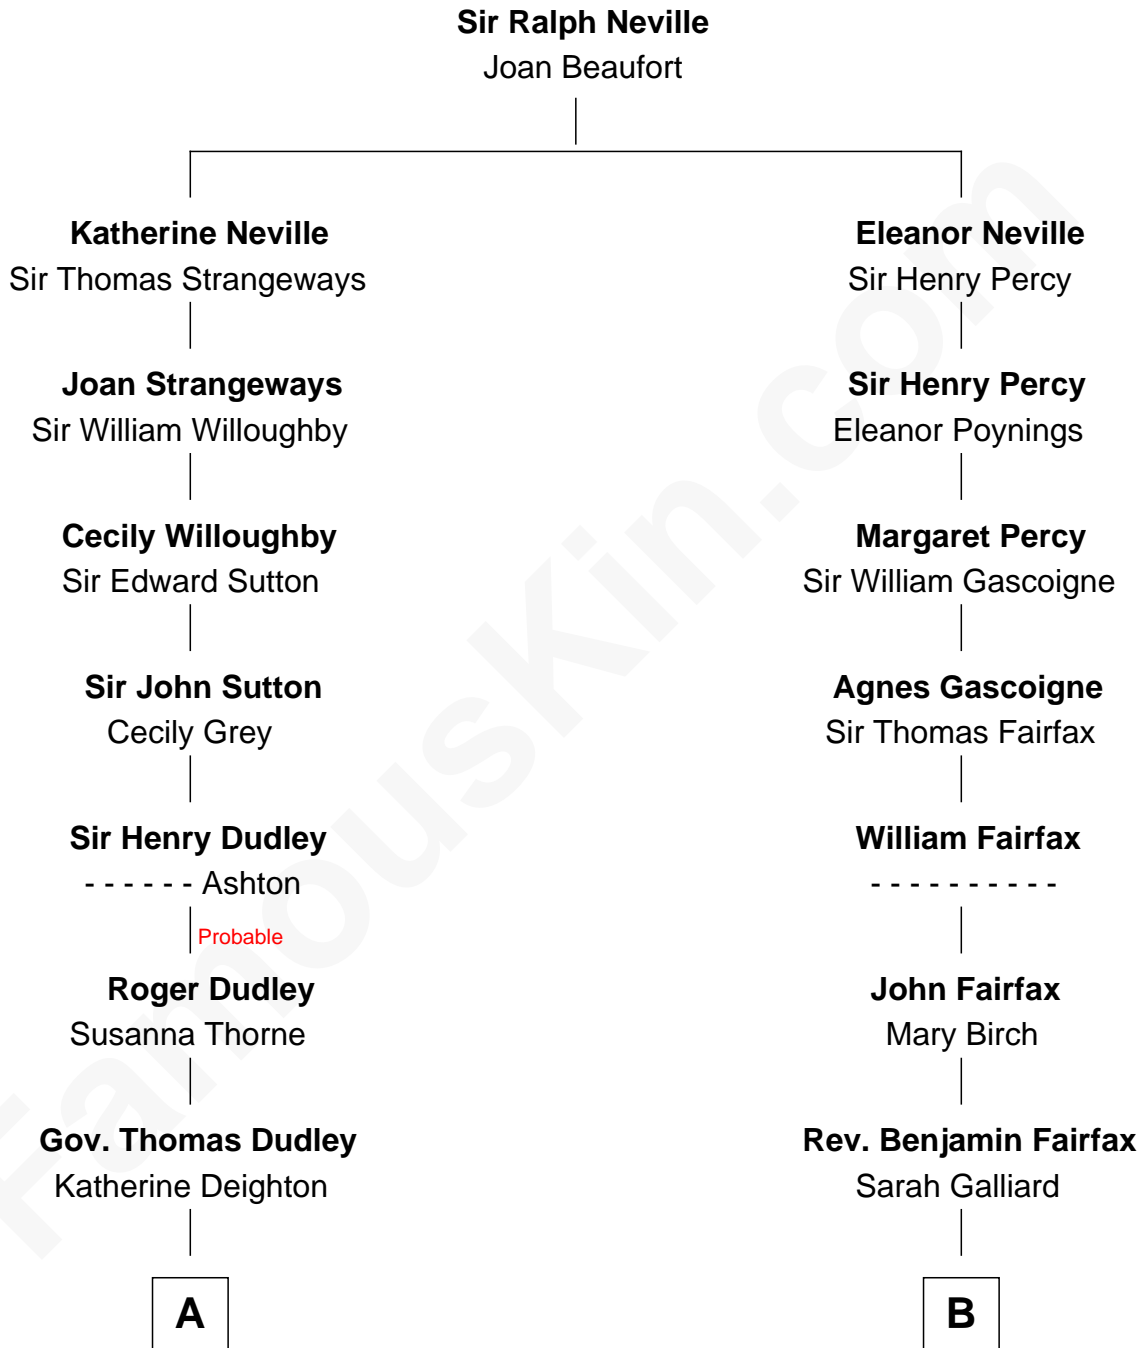 Sir Ralph Neville
Joan Beaufort
Katherine Neville
Sir Thomas Strangeways
Eleanor Neville
Sir Henry Percy
Joan Strangeways
Sir William Willoughby
Sir Henry Percy
Eleanor Poynings
Cecily Willoughby
Sir Edward Sutton
Margaret Percy
Sir William Gascoigne
Sir John Sutton
Cecily Grey
Agnes Gascoigne
Sir Thomas Fairfax
Sir Henry Dudley
- - - - - - Ashton
William Fairfax
- - - - - - - - - -
Probable
Roger Dudley
Susanna Thorne
John Fairfax
Mary Birch
Gov. Thomas Dudley
Katherine Deighton
Rev. Benjamin Fairfax
Sarah Galliard
A
B
FamousKin.com